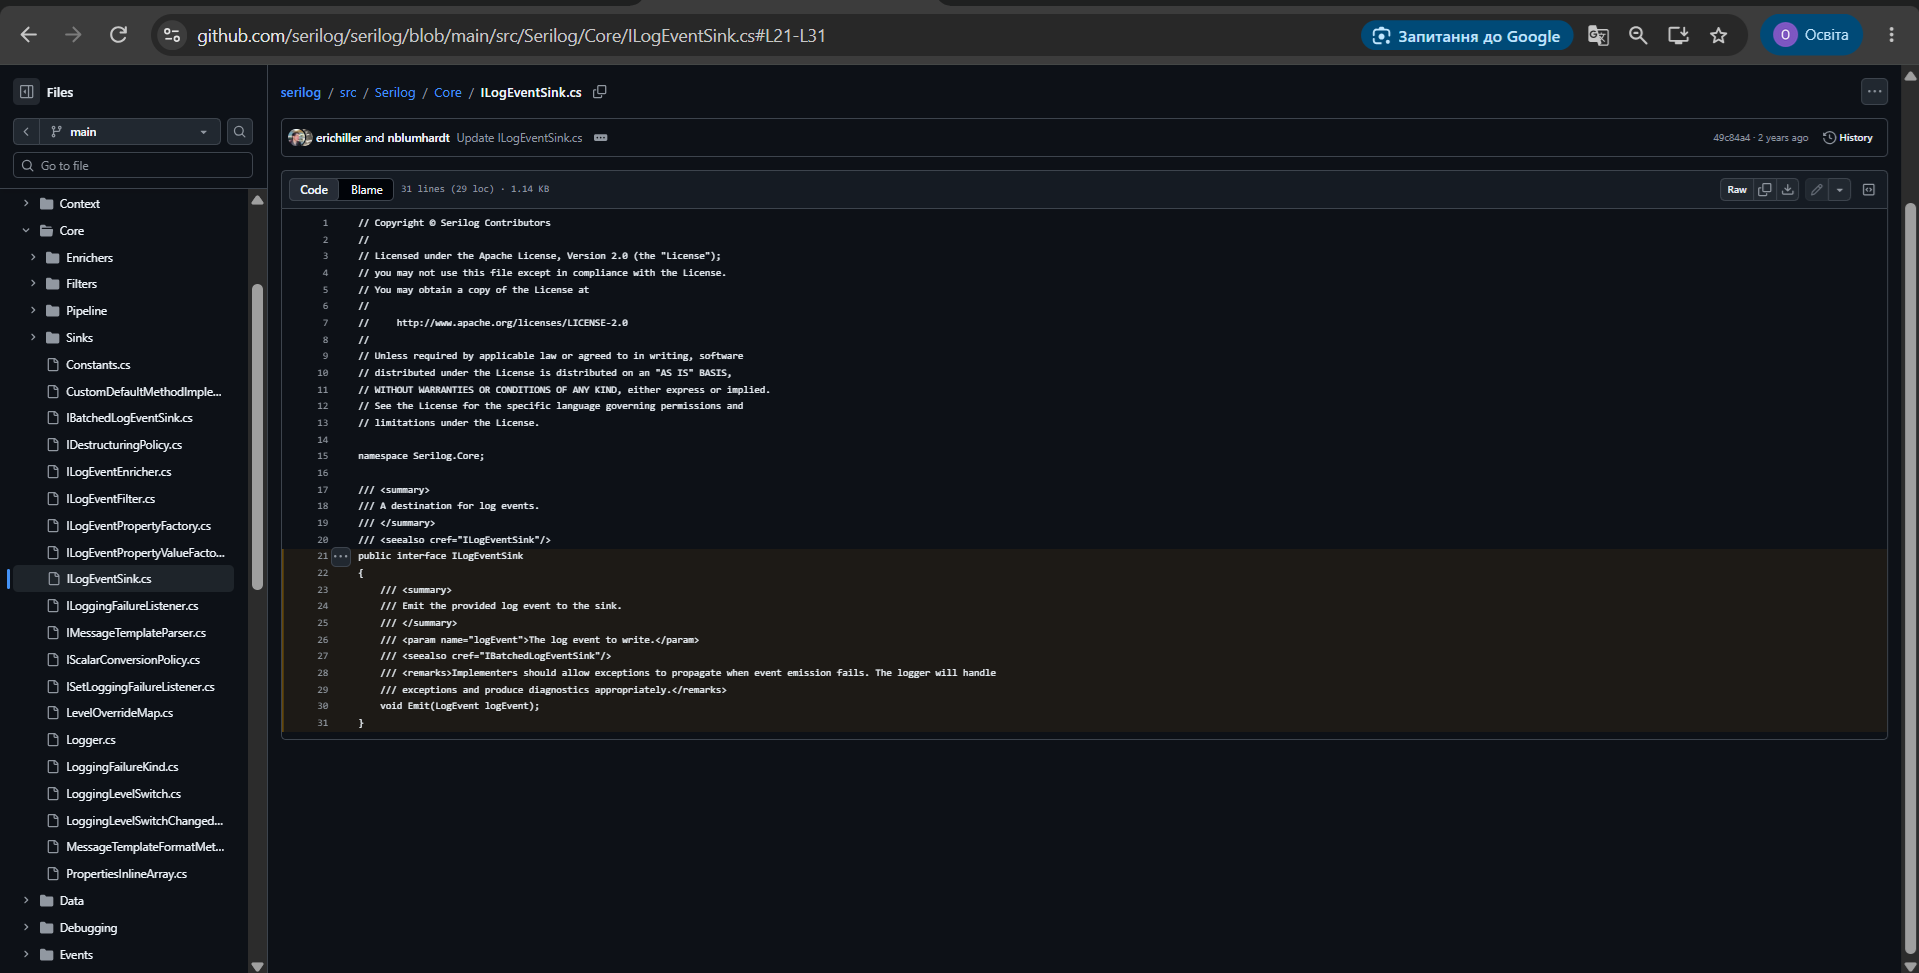 github.com/serilog/serilog/blob/main/src/Serilog/Core/ILogEventSink.cs#L21-L31
Запитання до Google
O Освіта
Files
main
Go to file
Context
Core
Enrichers
Filters
Pipeline
Sinks
Constants.cs
CustomDefaultMethodImple...
IBatchedLogEventSink.cs
IDestructuringPolicy.cs
ILogEventEnricher.cs
ILogEventFilter.cs
ILogEventPropertyFactory.cs
ILogEventPropertyValueFacto...
ILogEventSink.cs
ILoggingFailureListener.cs
IMessageTemplateParser.cs
IScalarConversionPolicy.cs
ISetLoggingFailureListener.cs
LevelOverrideMap.cs
Logger.cs
LoggingFailureKind.cs
LoggingLevelSwitch.cs
LoggingLevelSwitchChanged...
MessageTemplateFormatMet...
PropertiesInlineArray.cs
Data
Debugging
Events
serilog / src / Serilog / Core / ILogEventSink.cs
erichiller and nblumhardt Update ILogEventSink.cs
49c84a4 · 2 years ago History
Code Blame 31 lines (29 loc) · 1.14 KB
Raw
1 // Copyright © Serilog Contributors
2 //
3 // Licensed under the Apache License, Version 2.0 (the "License");
4 // you may not use this file except in compliance with the License.
5 // You may obtain a copy of the License at
6 //
7 //     http://www.apache.org/licenses/LICENSE-2.0
8 //
9 // Unless required by applicable law or agreed to in writing, software
10 // distributed under the License is distributed on an "AS IS" BASIS,
11 // WITHOUT WARRANTIES OR CONDITIONS OF ANY KIND, either express or implied.
12 // See the License for the specific language governing permissions and
13 // limitations under the License.
14
15 namespace Serilog.Core;
16
17 /// <summary>
18 /// A destination for log events.
19 /// </summary>
20 /// <seealso cref="ILogEventSink"/>
21 public interface ILogEventSink
22 {
23     /// <summary>
24     /// Emit the provided log event to the sink.
25     /// </summary>
26     /// <param name="logEvent">The log event to write.</param>
27     /// <seealso cref="IBatchedLogEventSink"/>
28     /// <remarks>Implementers should allow exceptions to propagate when event emission fails. The logger will handle
29     /// exceptions and produce diagnostics appropriately.</remarks>
30     void Emit(LogEvent logEvent);
31 }